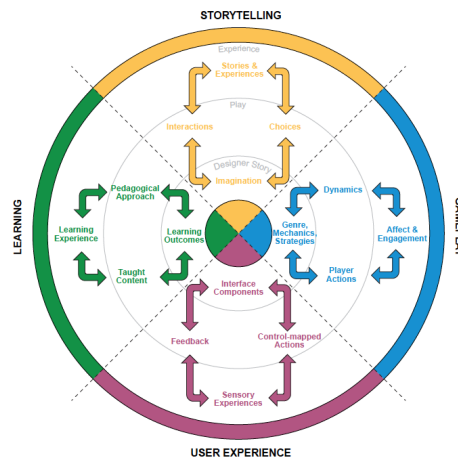 STORYTELLING
Experience
Stories &
Experiences
Play
Interactions
Choices
Designer Story
Imagination
LEARNING
Pedagogical
Approach
Learning
Experience
Learning
Outcomes
Taught
Content
Dynamics
Genre,
Mechanics,
Strategies
Affect &
Engagement
Player
Actions
Interface
Components
Feedback
Control-mapped
Actions
Sensory
Experiences
USER EXPERIENCE